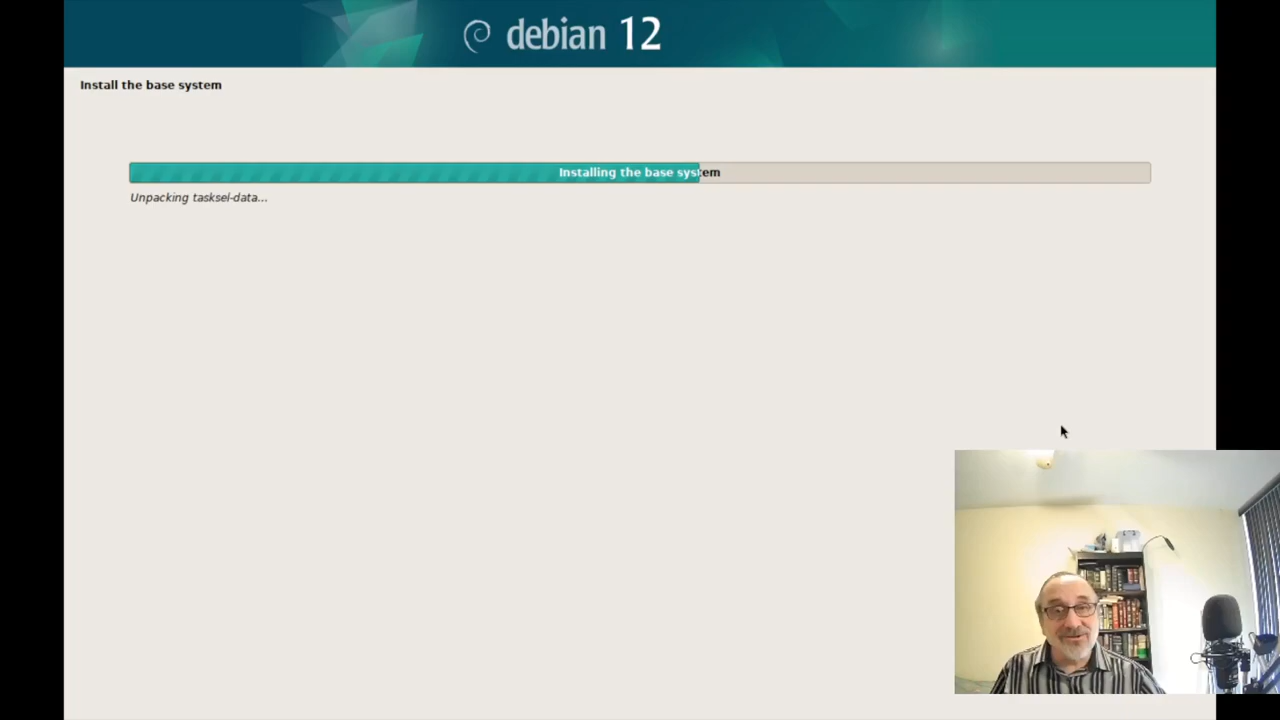 debian 12
Install the base system
Installing the base system
Unpacking tasksel-data...